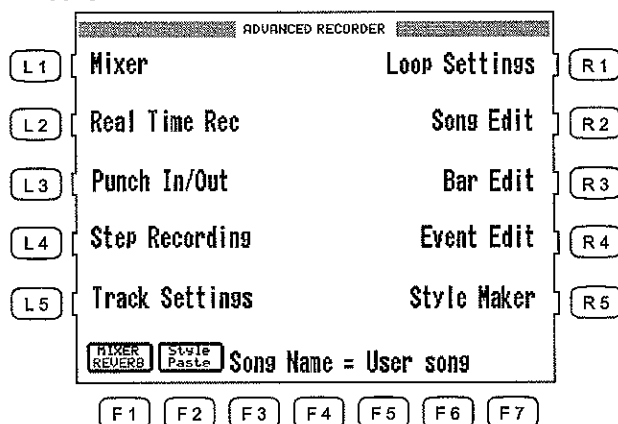 ADVANCED RECORDER
L1 Mixer Loop Settings R1
L2 Real Time Rec Song Edit R2
L3 Punch In/Out Bar Edit R3
L4 Step Recording Event Edit R4
L5 Track Settings Style Maker R5
MIXER REVERB Style Paste Song Name = User song
F1 F2 F3 F4 F5 F6 F7